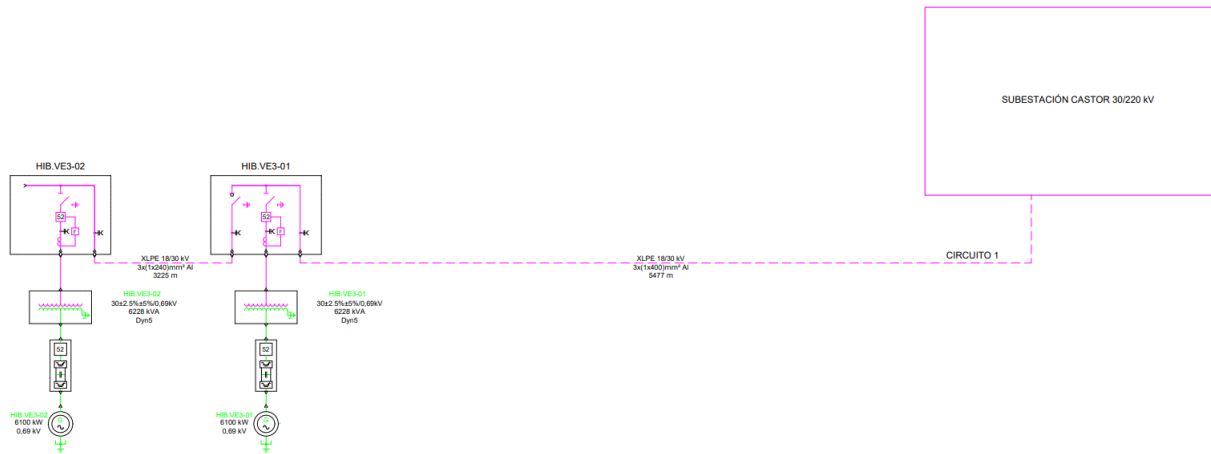 SUBESTACIÓN CASTOR 30/220 kV
HIB.VE3-02
HIB.VE3-01
52
52
CIRCUITO 1
XLPE 18/30 kV
3x(1x240)mm² Al
3225 m
XLPE 18/30 kV
3x(1x400)mm² Al
5477 m
HIB.VE3-02
30±2.5%±5%/0,69kV
6228 kVA
Dyn5
HIB.VE3-01
30±2.5%±5%/0,69kV
6228 kVA
Dyn5
52
52
HIB.VE3-02
6100 kW
0,69 kV
HIB.VE3-01
6100 kW
0,69 kV